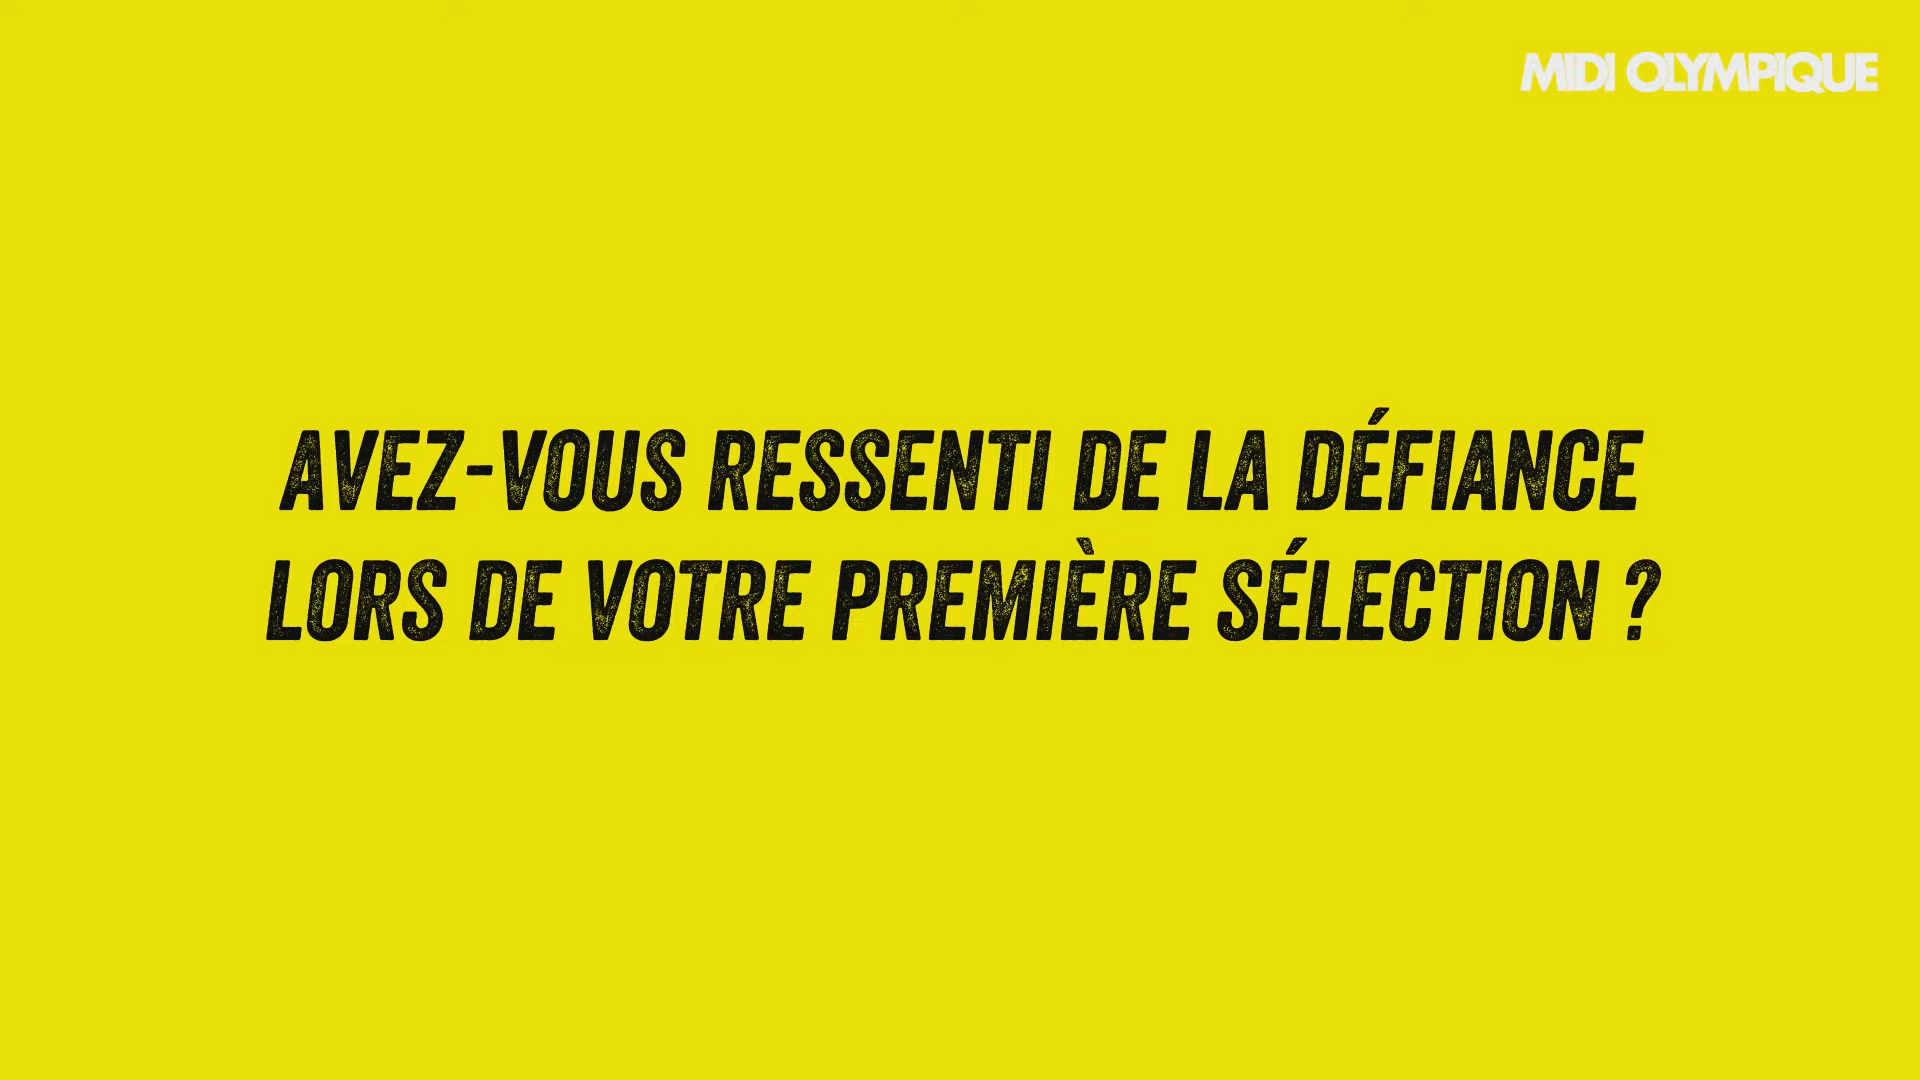 MIDI OLYMPIQUE
AVEZ-VOUS RESSENTI DE LA DÉFIANCE
LORS DE VOTRE PREMIÈRE SÉLECTION ?